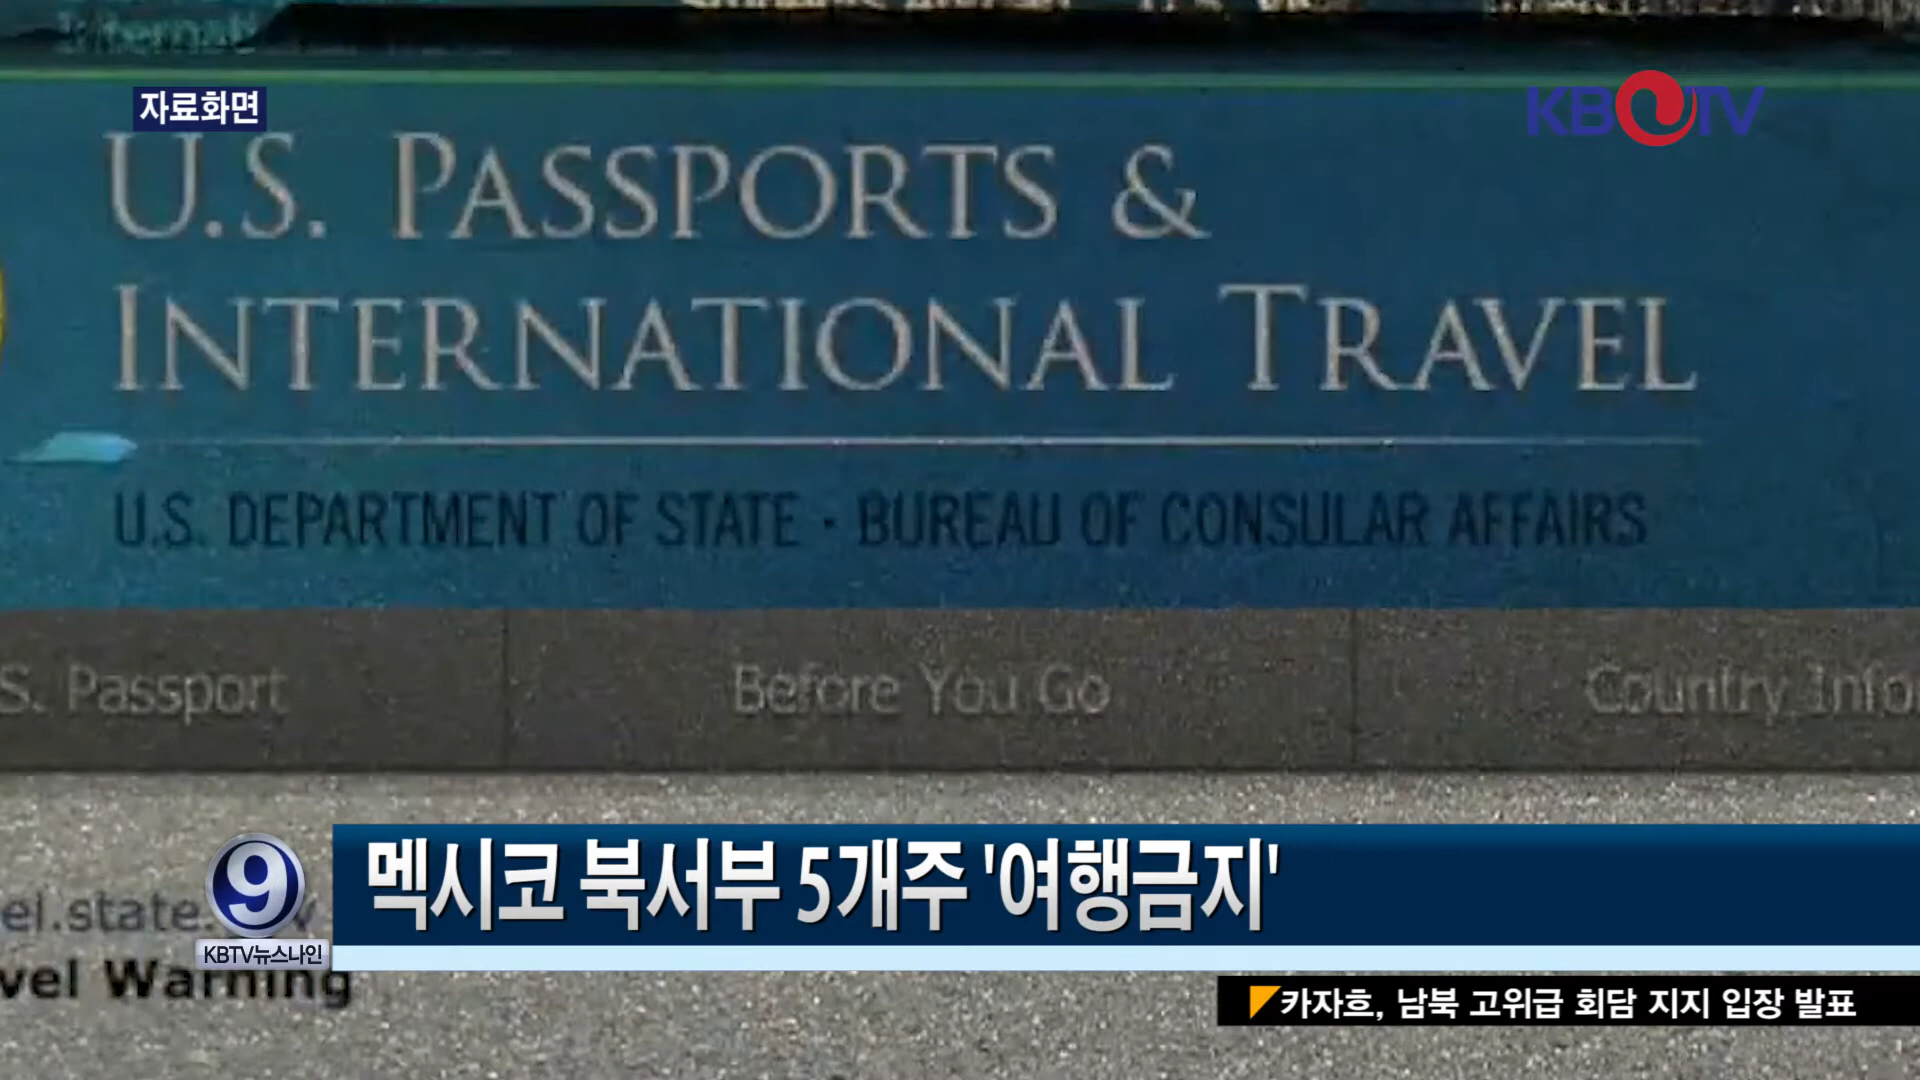 자료화면
KBTV
U.S. PASSPORTS &
INTERNATIONAL TRAVEL
U.S. DEPARTMENT OF STATE · BUREAU OF CONSULAR AFFAIRS
S. Passport
Before You Go
Country Infor
멕시코 북서부 5개주 '여행금지'
9
KBTV뉴스나인
el.state.
vel Warning
카자흐, 남북 고위급 회담 지지 입장 발표